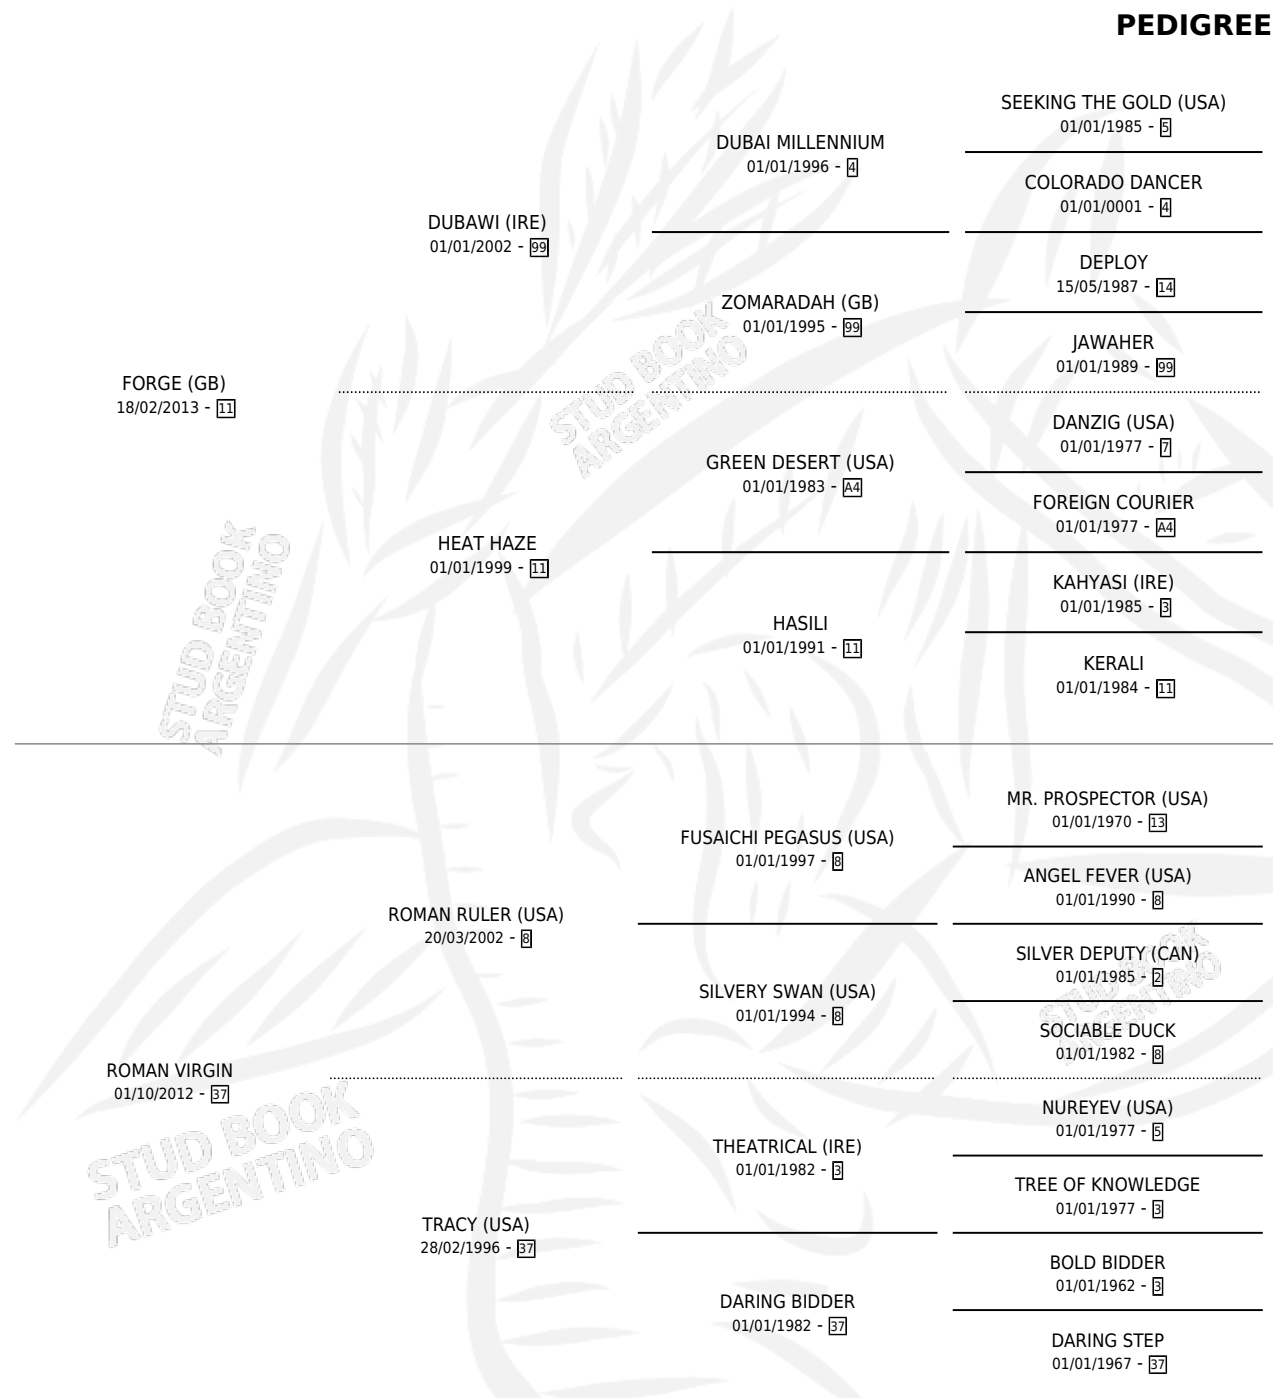 PEDIGREE
SEEKING THE GOLD (USA)
01/01/1985 - 5
DUBAI MILLENNIUM
01/01/1996 - 4
COLORADO DANCER
01/01/0001 - 4
DUBAWI (IRE)
01/01/2002 - 99
DEPLOY
15/05/1987 - 14
ZOMARADAH (GB)
01/01/1995 - 99
JAWAHER
01/01/1989 - 99
FORGE (GB)
18/02/2013 - 11
DANZIG (USA)
01/01/1977 - 7
GREEN DESERT (USA)
01/01/1983 - A4
FOREIGN COURIER
01/01/1977 - A4
HEAT HAZE
01/01/1999 - 11
KAHYASI (IRE)
01/01/1985 - 3
HASILI
01/01/1991 - 11
KERALI
01/01/1984 - 11
STUD BOOK
ARGENTINO
STUD BOOK
ARGENTINO
MR. PROSPECTOR (USA)
01/01/1970 - 13
FUSAICHI PEGASUS (USA)
01/01/1997 - 8
ANGEL FEVER (USA)
01/01/1990 - 8
ROMAN RULER (USA)
20/03/2002 - 8
SILVER DEPUTY (CAN)
01/01/1985 - 2
SILVERY SWAN (USA)
01/01/1994 - 8
SOCIABLE DUCK
01/01/1982 - 8
STUD BOOK
ARGENTINO
ROMAN VIRGIN
01/10/2012 - 37
NUREYEV (USA)
01/01/1977 - 5
THEATRICAL (IRE)
01/01/1982 - 3
TREE OF KNOWLEDGE
01/01/1977 - 3
TRACY (USA)
28/02/1996 - 37
BOLD BIDDER
01/01/1962 - 3
DARING BIDDER
01/01/1982 - 37
DARING STEP
01/01/1967 - 37
STUD BOOK
ARGENTINO